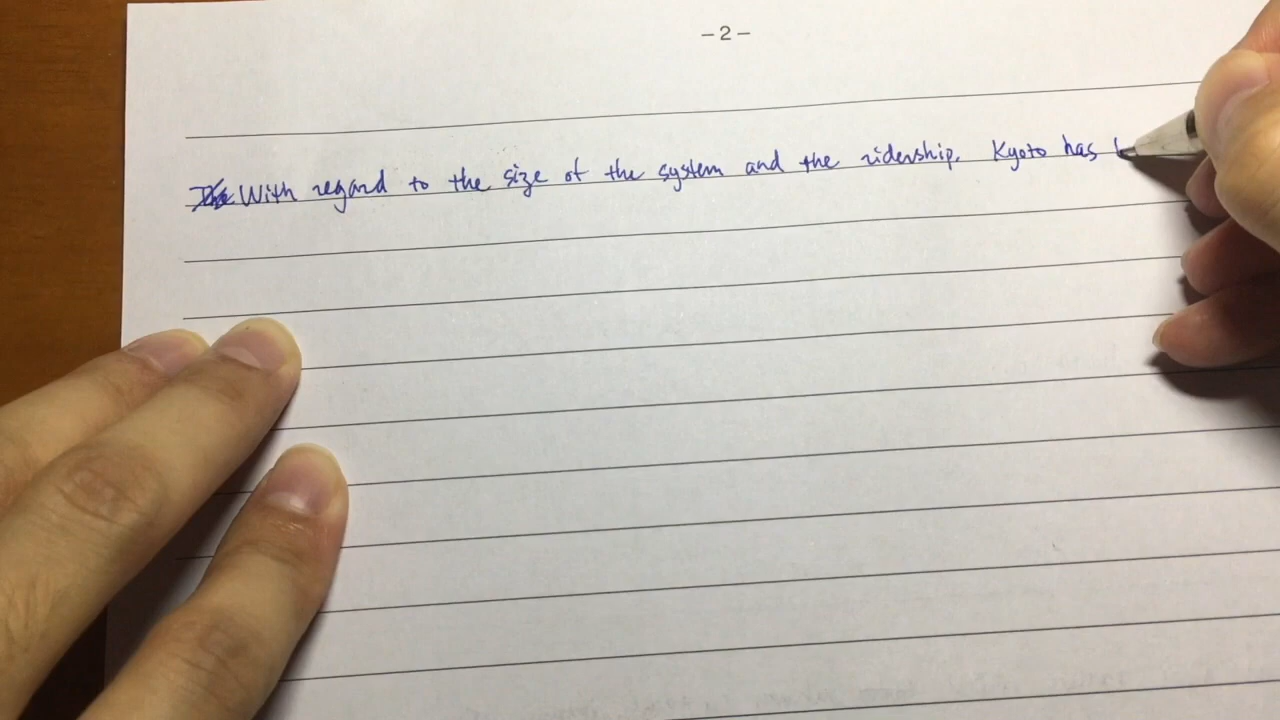 -2-
With regard to the size of the system and the ridership, Kyoto has